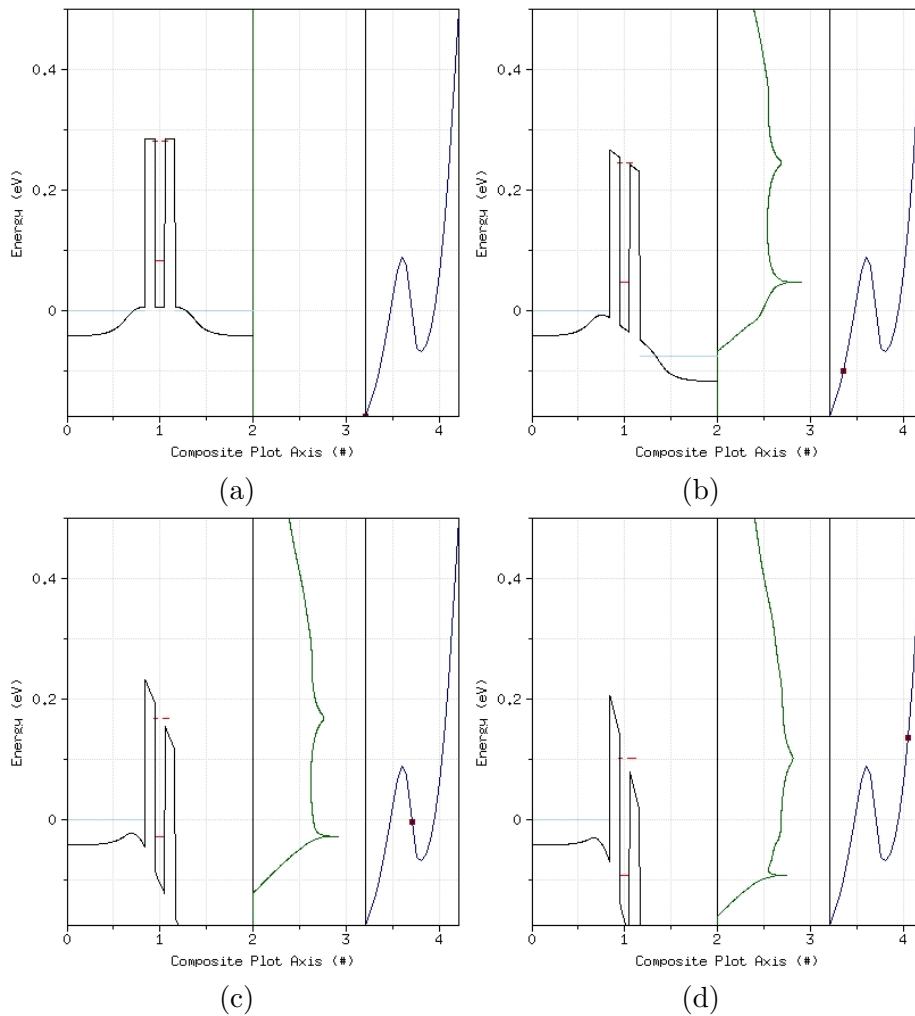 0.4
0.2
0
Energy (eV)
0 1 2 3 4
Composite Plot Axis (#)
(a)
0.4
0.2
0
Energy (eV)
0 1 2 3 4
Composite Plot Axis (#)
(b)
0.4
0.2
0
Energy (eV)
0 1 2 3 4
Composite Plot Axis (#)
(c)
0.4
0.2
0
Energy (eV)
0 1 2 3 4
Composite Plot Axis (#)
(d)